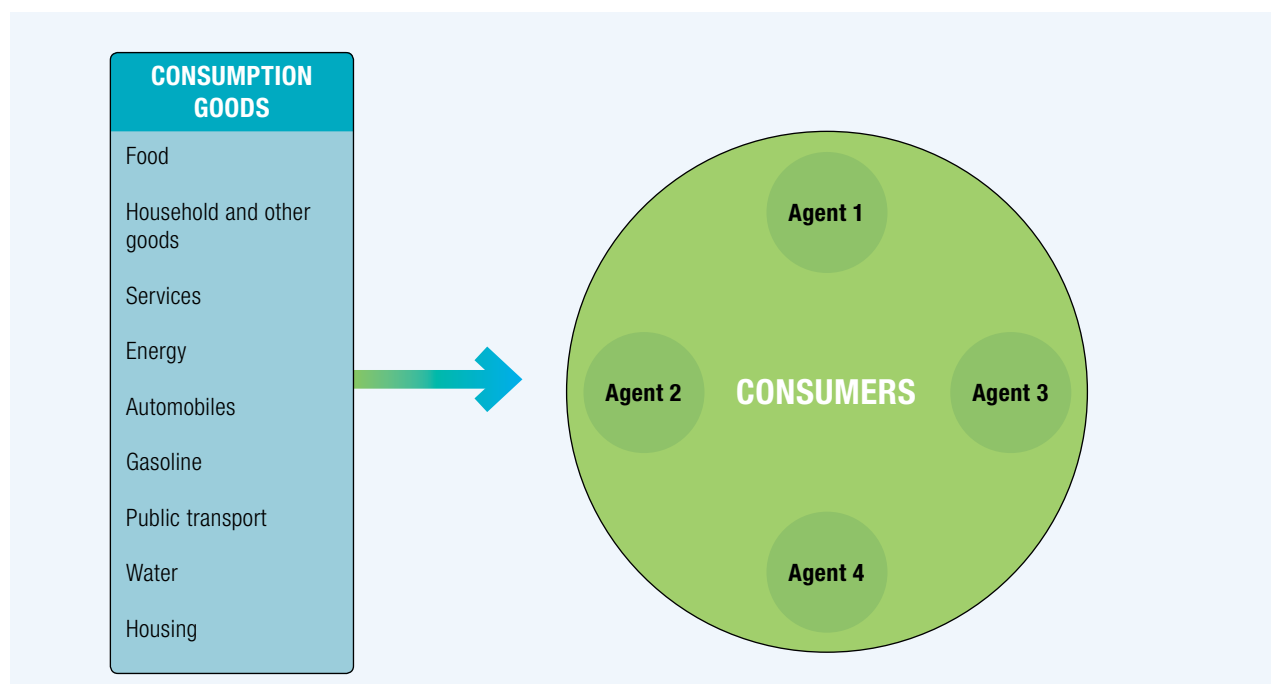 CONSUMPTION
GOODS
Food
Household and other
goods
Services
Energy
Automobiles
Gasoline
Public transport
Water
Housing
Agent 1
Agent 2
CONSUMERS
Agent 3
Agent 4